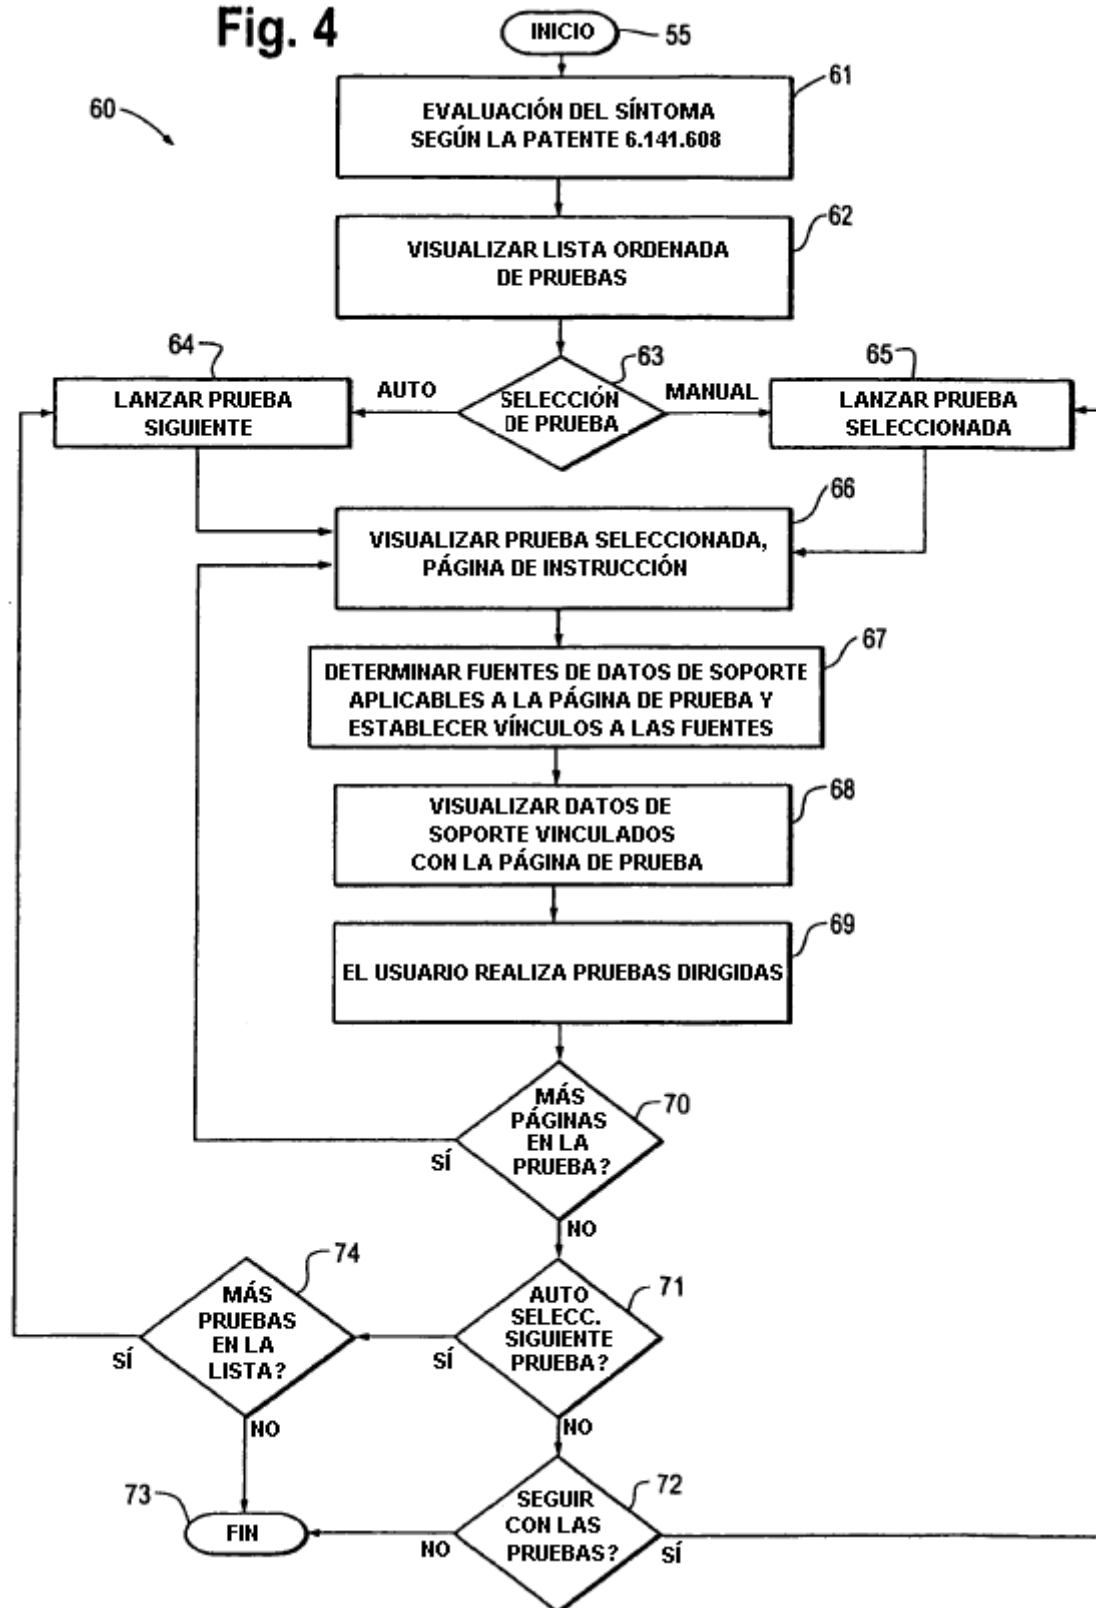 Fig. 4
INICIO
55
60
61
EVALUACIÓN DEL SÍNTOMA
SEGÚN LA PATENTE 6.141.608
62
VISUALIZAR LISTA ORDENADA
DE PRUEBAS
63
SELECCIÓN
DE PRUEBA
AUTO
MANUAL
64
LANZAR PRUEBA
SIGUIENTE
65
LANZAR PRUEBA
SELECCIONADA
66
VISUALIZAR PRUEBA SELECCIONADA,
PÁGINA DE INSTRUCCIÓN
67
DETERMINAR FUENTES DE DATOS DE SOPORTE
APLICABLES A LA PÁGINA DE PRUEBA Y
ESTABLECER VÍNCULOS A LAS FUENTES
68
VISUALIZAR DATOS DE
SOPORTE VINCULADOS
CON LA PÁGINA DE PRUEBA
69
EL USUARIO REALIZA PRUEBAS DIRIGIDAS
70
MÁS
PÁGINAS
EN LA
PRUEBA?
SÍ
NO
71
AUTO
SELECC.
SIGUIENTE
PRUEBA?
SÍ
NO
74
MÁS
PRUEBAS
EN LA
LISTA?
SÍ
NO
72
SEGUIR
CON LAS
PRUEBAS?
NO
SÍ
73
FIN